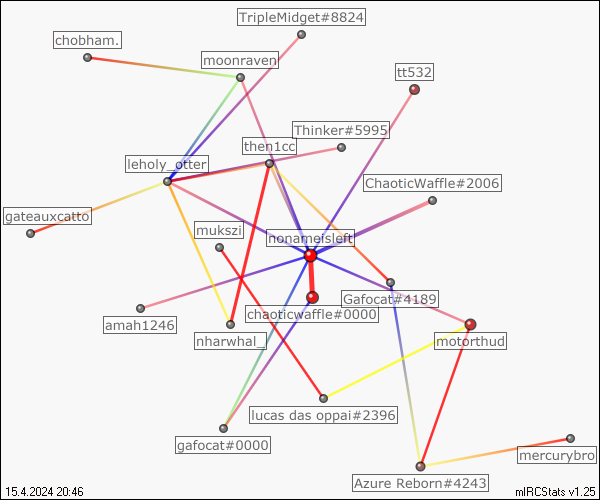 TripleMidget#8824
chobham.
moonraven
tt532
Thinker#5995
then1cc
leholy_otter
ChaoticWaffle#2006
gateauxcatto
mukszi
nonameisleft
Gafocat#4189
chaoticwaffle#0000
amah1246
nharwhal_
motorthud
lucas das oppai#2396
gafocat#0000
mercurybro
Azure Reborn#4243
15.4.2024 20:46
mIRCStats v1.25